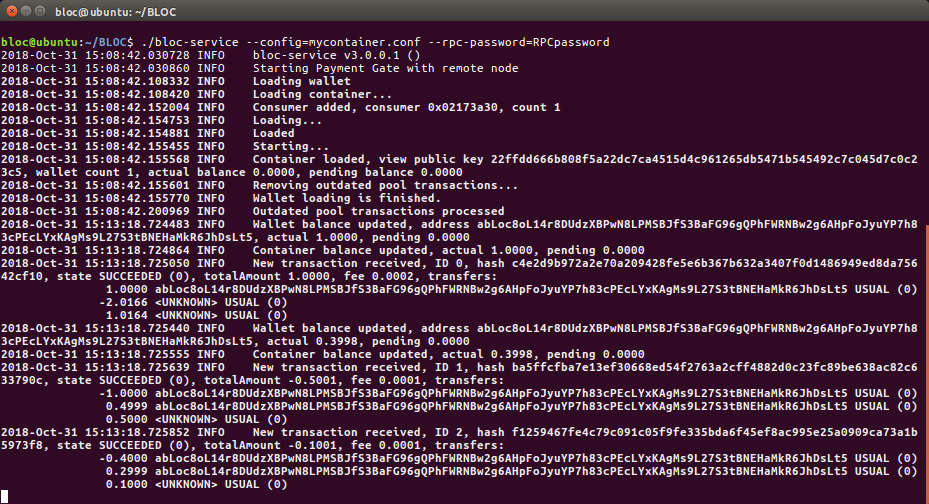 bloc@ubuntu: ~/BLOC
bloc@ubuntu:~/BLOC$ ./bloc-service --config=mycontainer.conf --rpc-password=RPCpassword
2018-Oct-31 15:08:42.030728 INFO    bloc-service v3.0.0.1 ()
2018-Oct-31 15:08:42.030860 INFO    Starting Payment Gate with remote node
2018-Oct-31 15:08:42.108332 INFO    Loading wallet
2018-Oct-31 15:08:42.108420 INFO    Loading container...
2018-Oct-31 15:08:42.152004 INFO    Consumer added, consumer 0x02173a30, count 1
2018-Oct-31 15:08:42.154753 INFO    Loading...
2018-Oct-31 15:08:42.154881 INFO    Loaded
2018-Oct-31 15:08:42.155455 INFO    Starting...
2018-Oct-31 15:08:42.155568 INFO    Container loaded, view public key 22ffdd666b808f5a22dc7ca4515d4c961265db5471b545492c7c045d7c0c2
3c5, wallet count 1, actual balance 0.0000, pending balance 0.0000
2018-Oct-31 15:08:42.155601 INFO    Removing outdated pool transactions...
2018-Oct-31 15:08:42.155770 INFO    Wallet loading is finished.
2018-Oct-31 15:08:42.200969 INFO    Outdated pool transactions processed
2018-Oct-31 15:13:18.724483 INFO    Wallet balance updated, address abLoc8oL14r8DUdzXBPwN8LPMSBJfS3BaFG96gQPhFWRNBw2g6AHpFoJyuYP7h8
3cPEcLYxKAgMs9L27S3tBNEHaMkR6JhDsLt5, actual 1.0000, pending 0.0000
2018-Oct-31 15:13:18.724864 INFO    Container balance updated, actual 1.0000, pending 0.0000
2018-Oct-31 15:13:18.725050 INFO    New transaction received, ID 0, hash c4e2d9b972a2e70a209428fe5e6b367b632a3407f0d1486949ed8da756
42cf10, state SUCCEEDED (0), totalAmount 1.0000, fee 0.0002, transfers:
1.0000 abLoc8oL14r8DUdzXBPwN8LPMSBJfS3BaFG96gQPhFWRNBw2g6AHpFoJyuYP7h83cPEcLYxKAgMs9L27S3tBNEHaMkR6JhDsLt5 USUAL (0)
-2.0166 <UNKNOWN> USUAL (0)
1.0164 <UNKNOWN> USUAL (0)
2018-Oct-31 15:13:18.725440 INFO    Wallet balance updated, address abLoc8oL14r8DUdzXBPwN8LPMSBJfS3BaFG96gQPhFWRNBw2g6AHpFoJyuYP7h8
3cPEcLYxKAgMs9L27S3tBNEHaMkR6JhDsLt5, actual 0.3998, pending 0.0000
2018-Oct-31 15:13:18.725555 INFO    Container balance updated, actual 0.3998, pending 0.0000
2018-Oct-31 15:13:18.725639 INFO    New transaction received, ID 1, hash ba5ffcfba7e13ef30668ed54f2763a2cff4882d0c23fc89be638ac82c6
33790c, state SUCCEEDED (0), totalAmount -0.5001, fee 0.0001, transfers:
-1.0000 abLoc8oL14r8DUdzXBPwN8LPMSBJfS3BaFG96gQPhFWRNBw2g6AHpFoJyuYP7h83cPEcLYxKAgMs9L27S3tBNEHaMkR6JhDsLt5 USUAL (0)
0.4999 abLoc8oL14r8DUdzXBPwN8LPMSBJfS3BaFG96gQPhFWRNBw2g6AHpFoJyuYP7h83cPEcLYxKAgMs9L27S3tBNEHaMkR6JhDsLt5 USUAL (0)
0.5000 <UNKNOWN> USUAL (0)
2018-Oct-31 15:13:18.725852 INFO    New transaction received, ID 2, hash f1259467fe4c79c091c05f9fe335bda6f45ef8ac995e25a0909ca73a1b
5973f8, state SUCCEEDED (0), totalAmount -0.1001, fee 0.0001, transfers:
-0.4000 abLoc8oL14r8DUdzXBPwN8LPMSBJfS3BaFG96gQPhFWRNBw2g6AHpFoJyuYP7h83cPEcLYxKAgMs9L27S3tBNEHaMkR6JhDsLt5 USUAL (0)
0.2999 abLoc8oL14r8DUdzXBPwN8LPMSBJfS3BaFG96gQPhFWRNBw2g6AHpFoJyuYP7h83cPEcLYxKAgMs9L27S3tBNEHaMkR6JhDsLt5 USUAL (0)
0.1000 <UNKNOWN> USUAL (0)